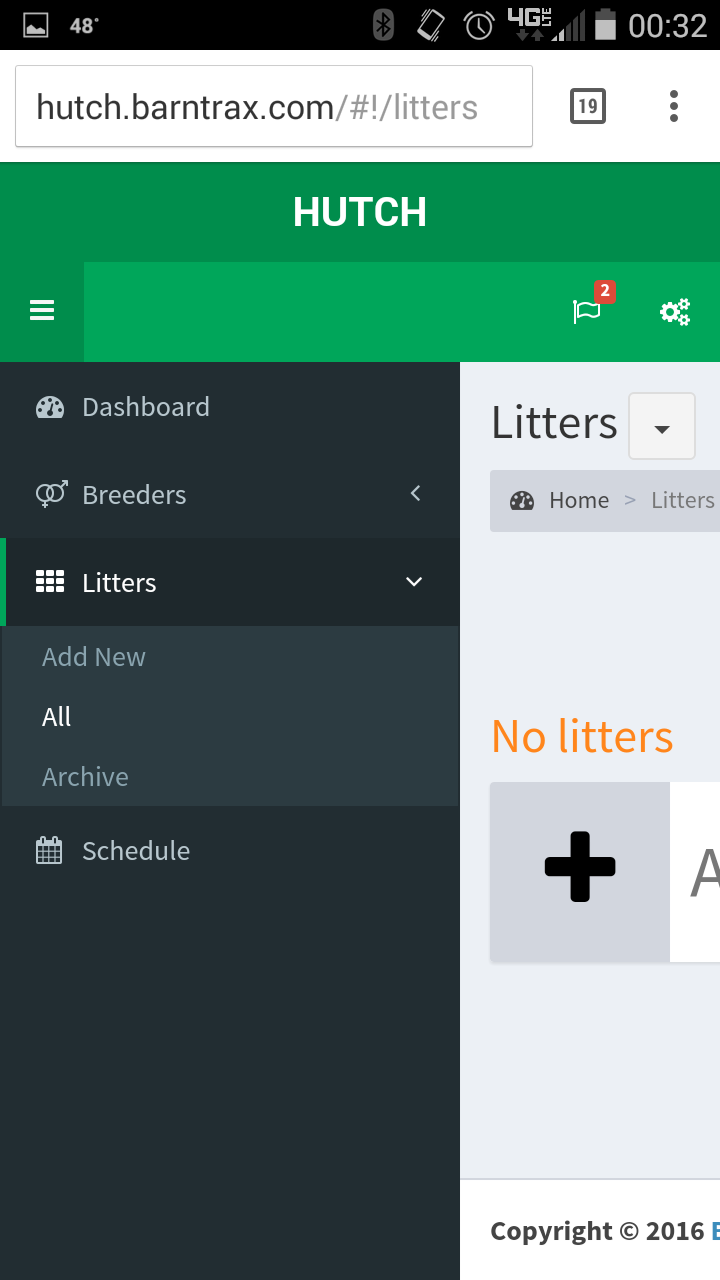 48°
4G LTE
00:32
hutch.barntrax.com/#!/litters
19
HUTCH
2
Dashboard
Breeders
Litters
Add New
All
Archive
Schedule
Litters
Home > Litters
No litters
A
Copyright © 2016